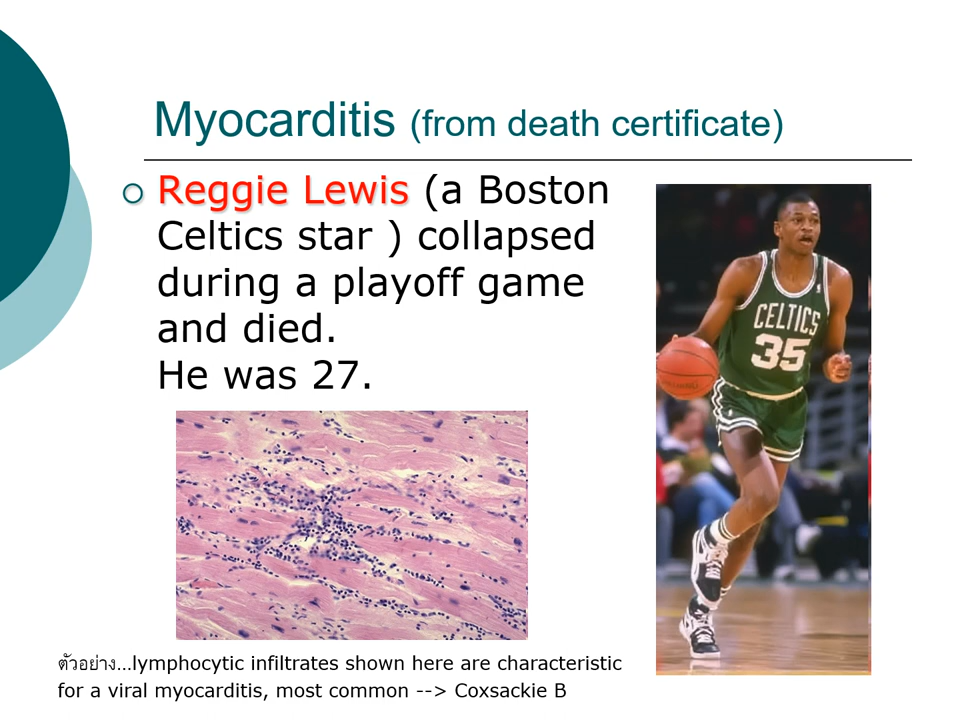 Myocarditis (from death certificate)
Reggie Lewis (a Boston
Celtics star ) collapsed
during a playoff game
and died.
He was 27.
CELTICS
35
ตัวอย่าง...lymphocytic infiltrates shown here are characteristic
for a viral myocarditis, most common --> Coxsackie B